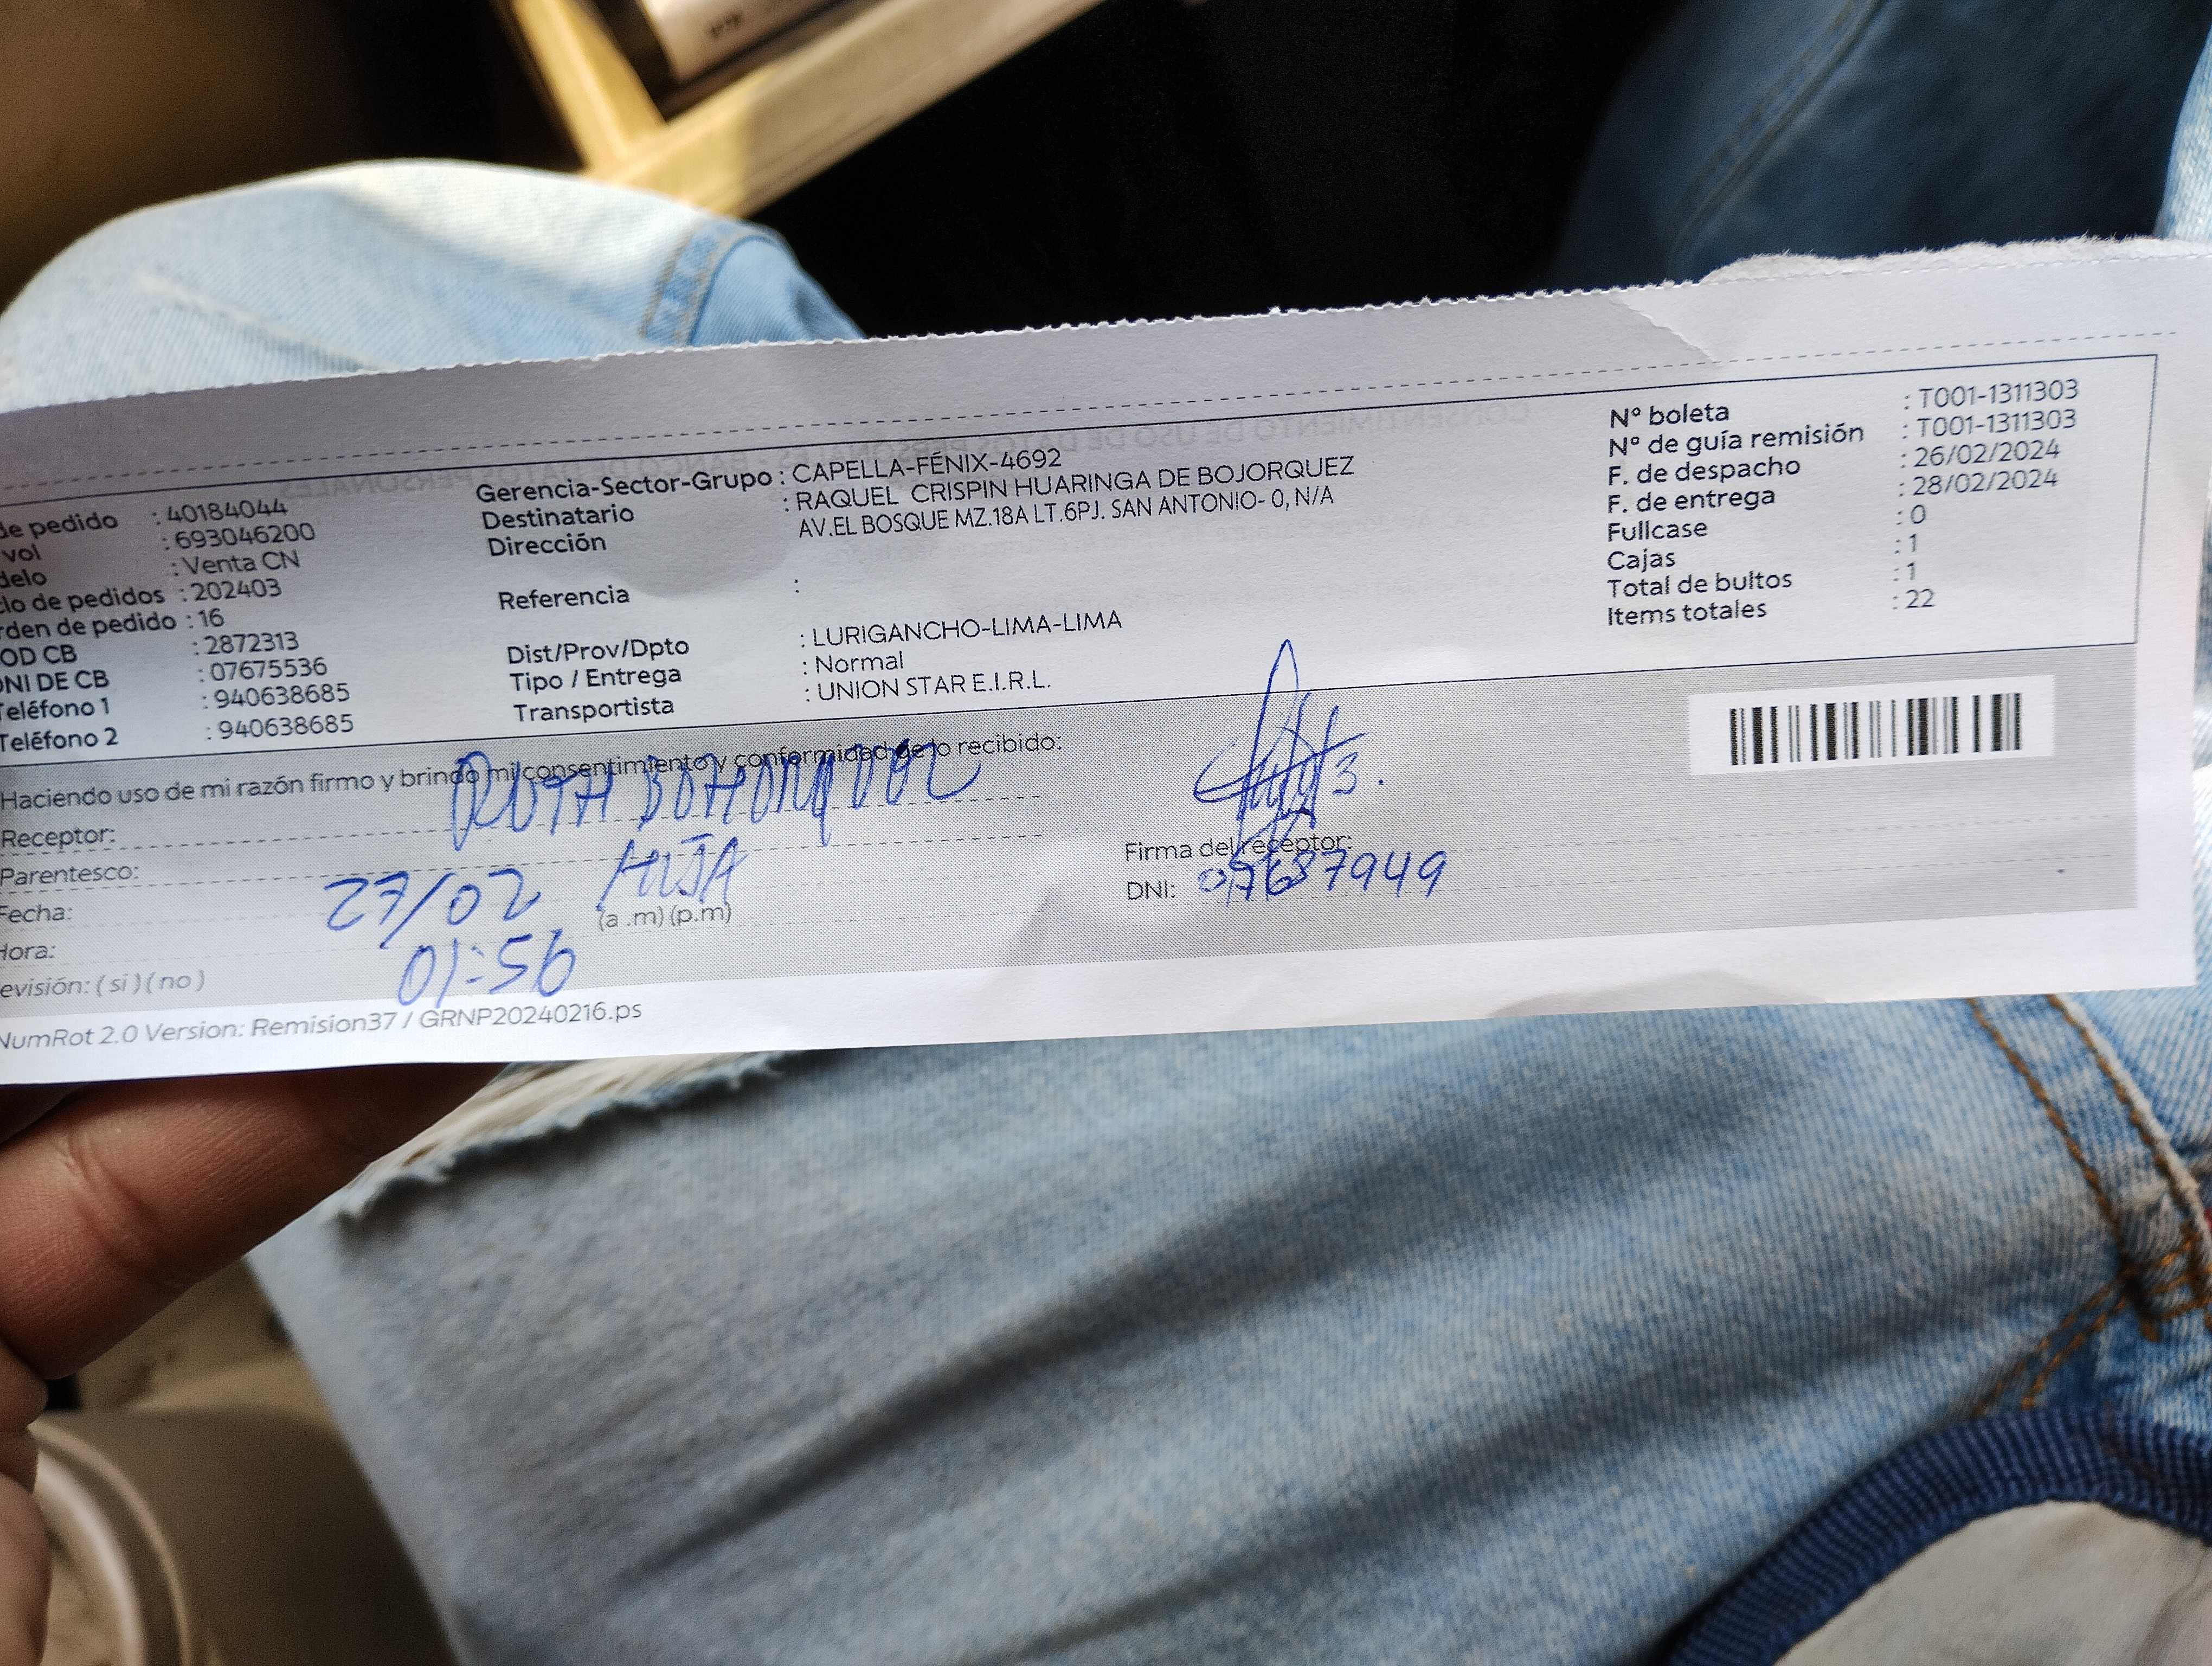 de pedido : 40184044
vol : 693046200
delo : Venta CN
clo de pedidos : 202403
rden de pedido : 16
OD CB : 2872313
DNI DE CB : 07675536
Teléfono 1 : 940638685
Teléfono 2 : 940638685
Gerencia-Sector-Grupo : CAPELLA-FÉNIX-4692
Destinatario : RAQUEL CRISPIN HUARINGA DE BOJORQUEZ
Dirección AV.EL BOSQUE MZ.18A LT.6PJ. SAN ANTONIO- 0, N/A
Referencia :
Dist/Prov/Dpto : LURIGANCHO-LIMA-LIMA
Tipo / Entrega : Normal
Transportista : UNION STAR E.I.R.L.
N° boleta : T001-1311303
N° de guía remisión : T001-1311303
F. de despacho : 26/02/2024
F. de entrega : 28/02/2024
Fullcase : 0
Cajas : 1
Total de bultos : 1
Items totales : 22
Haciendo uso de mi razón firmo y brindo mi consentimiento y conformidad de lo recibido:
Receptor: RUTH
Parentesco: HIJA
Fecha: 27/02
(a .m) (p.m)
Hora: 01:56
evisión: ( si ) ( no )
Firma del receptor:
DNI:
NumRot 2.0 Version: Remision37 / GRNP20240216.ps